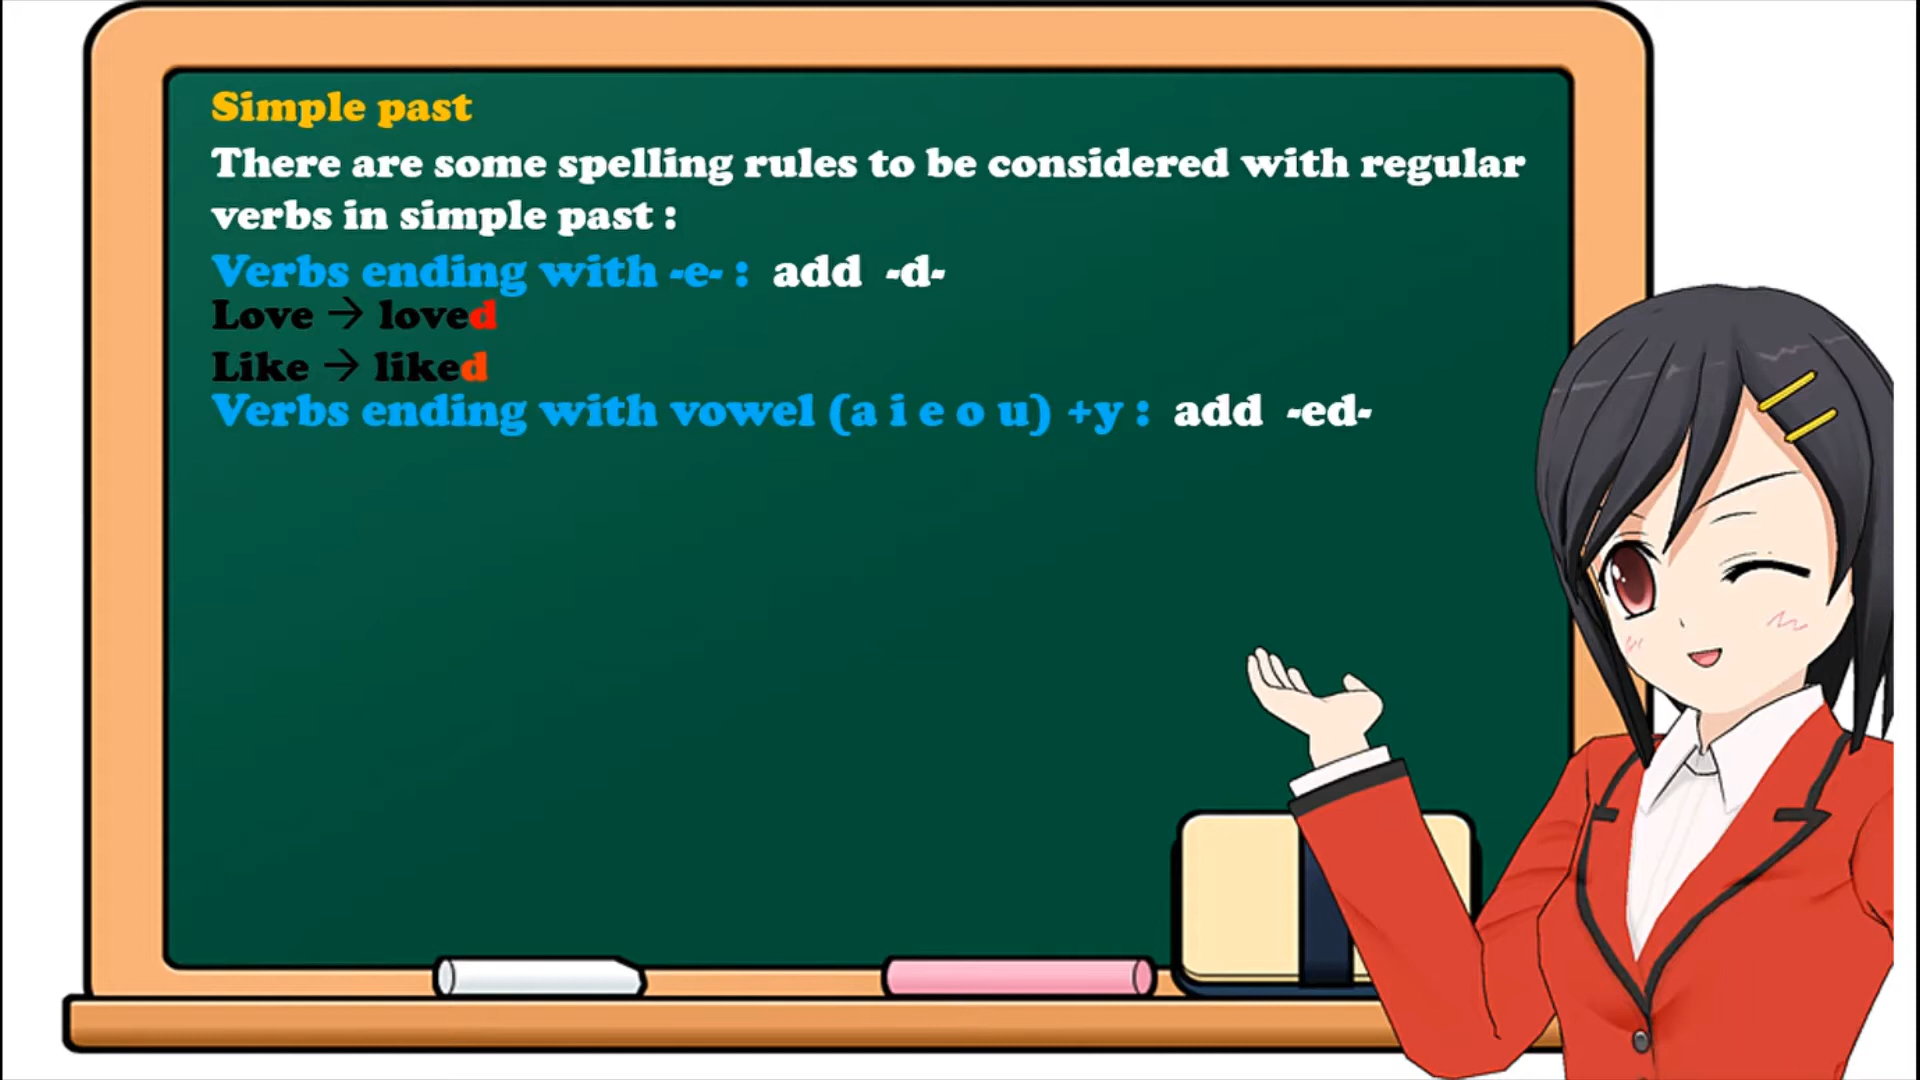 Simple past
There are some spelling rules to be considered with regular
verbs in simple past :
Verbs ending with -e- : add -d-
Love → loved
Like → liked
Verbs ending with vowel (a i e o u) +y : add -ed-